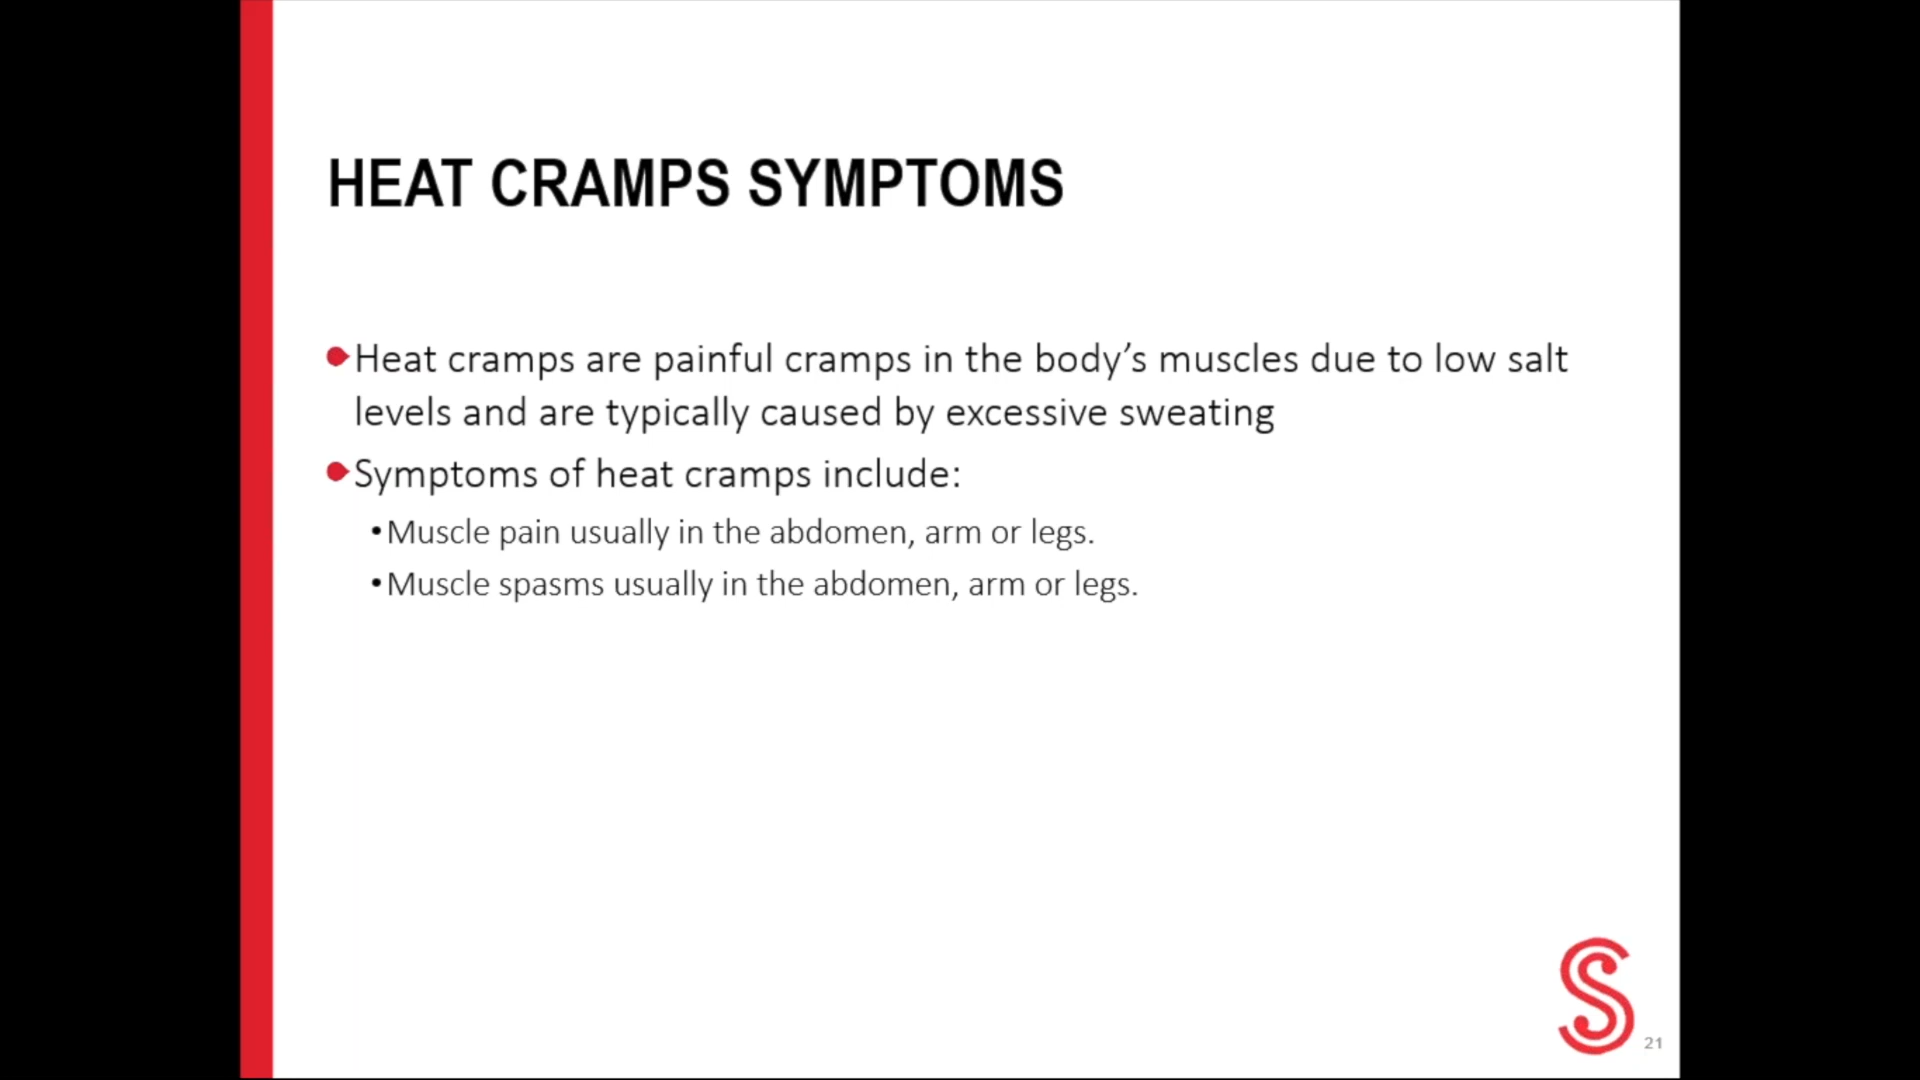 HEAT CRAMPS SYMPTOMS
Heat cramps are painful cramps in the body’s muscles due to low salt
levels and are typically caused by excessive sweating
Symptoms of heat cramps include:
•Muscle pain usually in the abdomen, arm or legs.
•Muscle spasms usually in the abdomen, arm or legs.
S
21